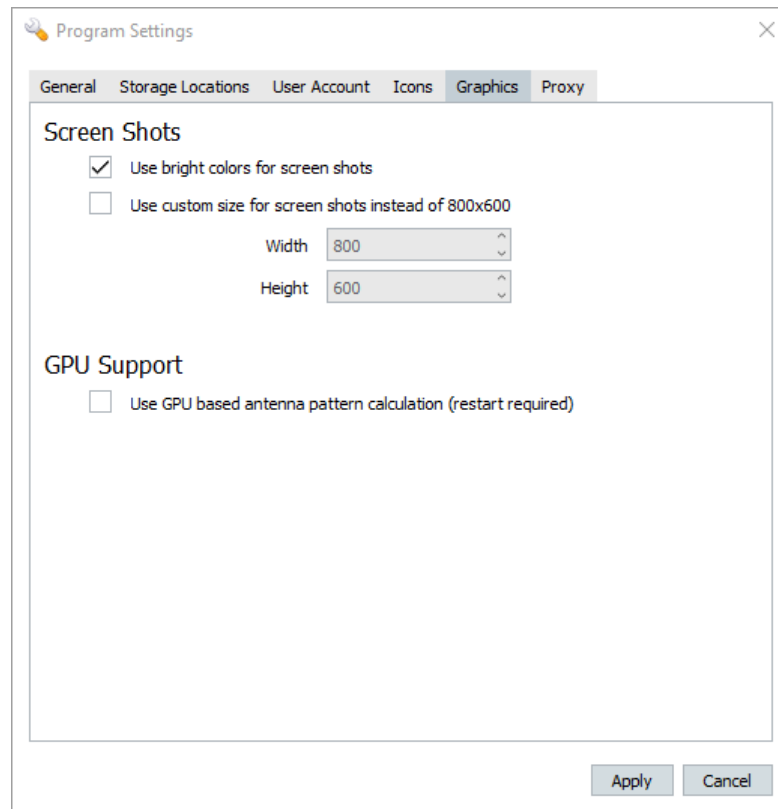 Program Settings
General Storage Locations User Account Icons Graphics Proxy
Screen Shots
Use bright colors for screen shots
Use custom size for screen shots instead of 800x600
Width 800
Height 600
GPU Support
Use GPU based antenna pattern calculation (restart required)
Apply Cancel